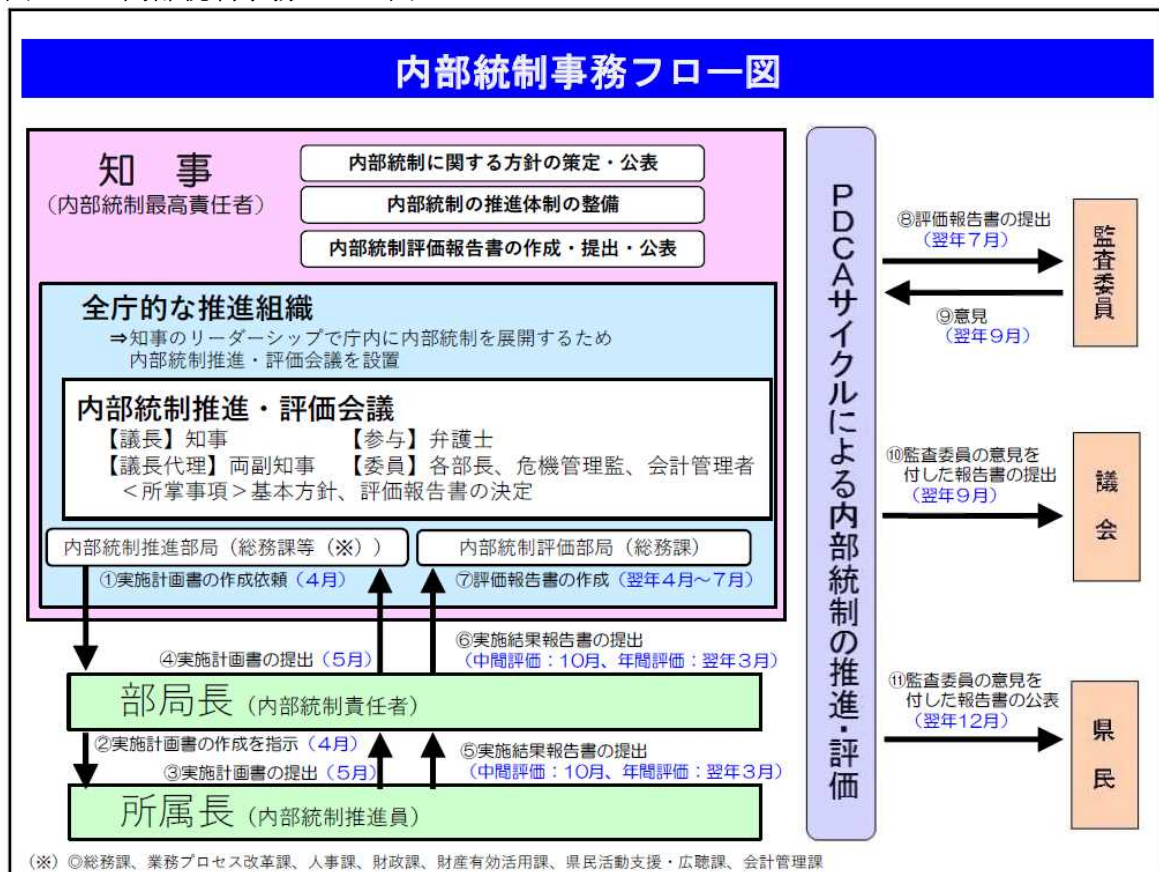 内部統制事務フロー図
知 事
(内部統制最高責任者)
内部統制に関する方針の策定・公表
内部統制の推進体制の整備
内部統制評価報告書の作成・提出・公表
全庁的な推進組織
⇒知事のリーダーシップで庁内に内部統制を展開するため
内部統制推進・評価会議を設置
内部統制推進・評価会議
【議長】知事 【参与】弁護士
【議長代理】両副知事 【委員】各部長、危機管理監、会計管理者
<所掌事項>基本方針、評価報告書の決定
内部統制推進部局(総務課等(※))
内部統制評価部局(総務課)
①実施計画書の作成依頼(4月)
⑦評価報告書の作成(翌年4月~7月)
④実施計画書の提出(5月)
⑥実施結果報告書の提出
(中間評価:10月、年間評価:翌年3月)
部局長(内部統制責任者)
②実施計画書の作成を指示(4月)
③実施計画書の提出(5月)
⑤実施結果報告書の提出
(中間評価:10月、年間評価:翌年3月)
所属長(内部統制推進員)
PDCAサイクルによる内部統制の推進・評価
⑧評価報告書の提出
(翌年7月)
⑨意見
(翌年9月)
監査委員
⑩監査委員の意見を
付した報告書の提出
(翌年9月)
議会
⑪監査委員の意見を
付した報告書の公表
(翌年12月)
県民
(※)◎総務課、業務プロセス改革課、人事課、財政課、財産有効活用課、県民活動支援・広聴課、会計管理課